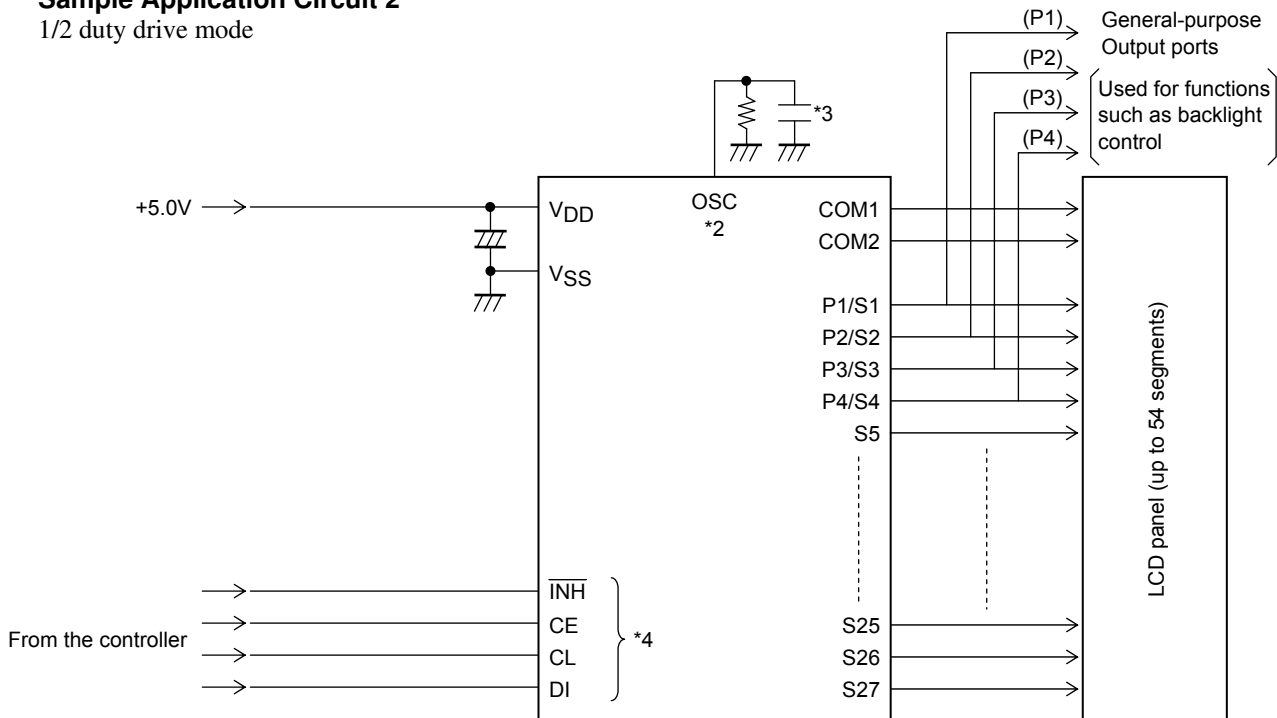 Sample Application Circuit 2
1/2 duty drive mode
(P1)
General-purpose
Output ports
(P2)
(P3)
(P4)
Used for functions
such as backlight
control
*3
+5.0V
VDD
OSC
*2
VSS
COM1
COM2
P1/S1
P2/S2
P3/S3
P4/S4
S5
LCD panel (up to 54 segments)
From the controller
INH
CE
CL
DI
*4
S25
S26
S27